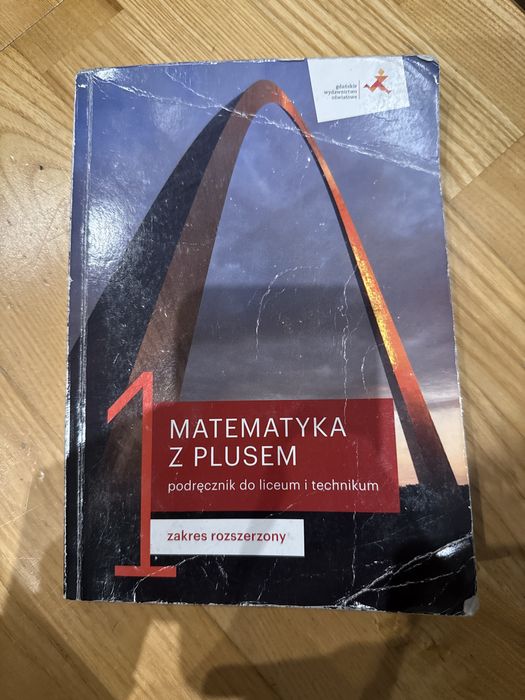 gdańskie
wydawnictwo
oświatowe
1
MATEMATYKA
Z PLUSEM
podręcznik do liceum i technikum
zakres rozszerzony